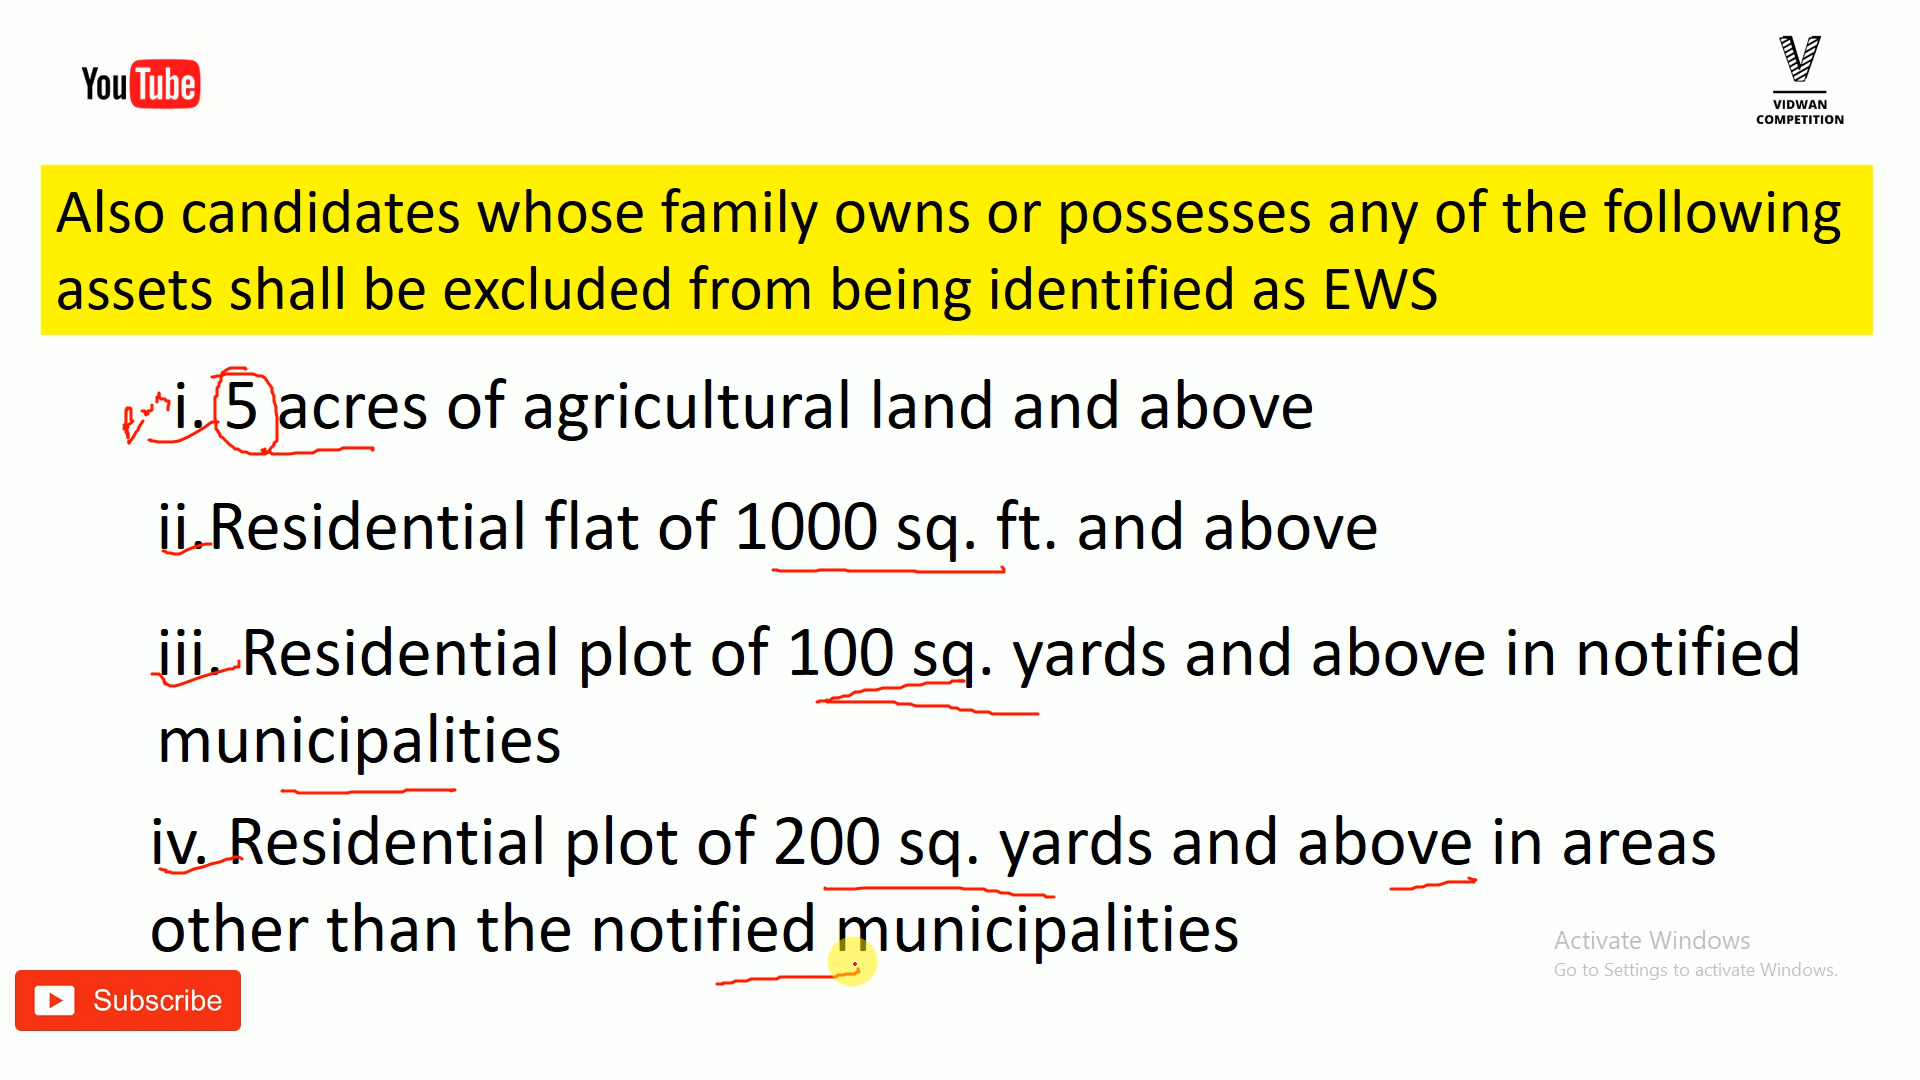 YouTube
VIDWAN
COMPETITION
Also candidates whose family owns or possesses any of the following
assets shall be excluded from being identified as EWS
i. 5 acres of agricultural land and above
ii.Residential flat of 1000 sq. ft. and above
iii. Residential plot of 100 sq. yards and above in notified
municipalities
iv. Residential plot of 200 sq. yards and above in areas
other than the notified municipalities
Activate Windows
Go to Settings to activate Windows.
Subscribe